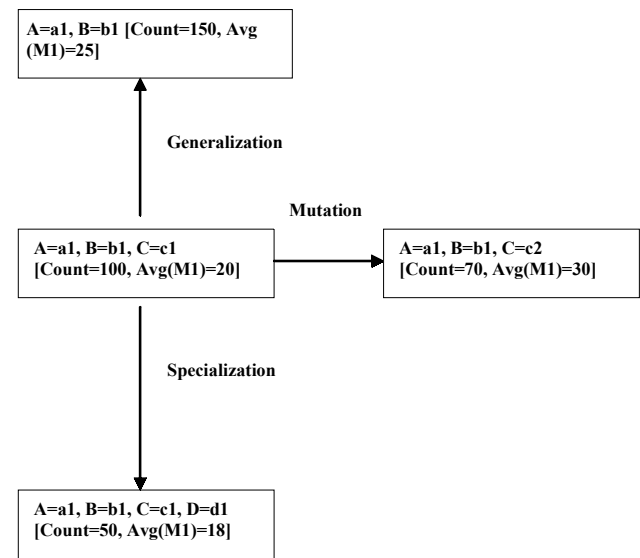 A=a1, B=b1 [Count=150, Avg
(M1)=25]
Generalization
Mutation
A=a1, B=b1, C=c1
[Count=100, Avg(M1)=20]
A=a1, B=b1, C=c2
[Count=70, Avg(M1)=30]
Specialization
A=a1, B=b1, C=c1, D=d1
[Count=50, Avg(M1)=18]